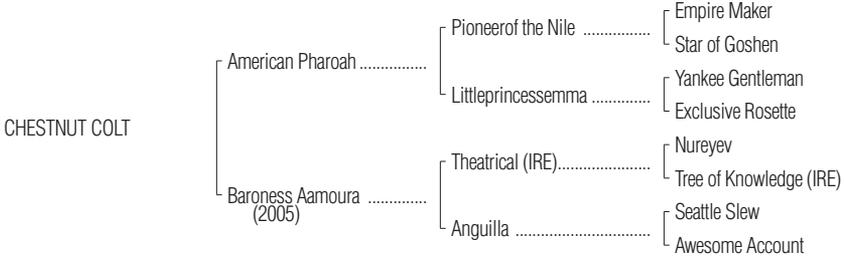 Empire Maker
Pioneerof the Nile ................
Star of Goshen
American Pharoah ................
Yankee Gentleman
Littleprincessemma ..............
Exclusive Rosette
CHESTNUT COLT
Nureyev
Theatrical (IRE)......................
Tree of Knowledge (IRE)
Baroness Aamoura ..............
(2005)
Seattle Slew
Anguilla ................................
Awesome Account